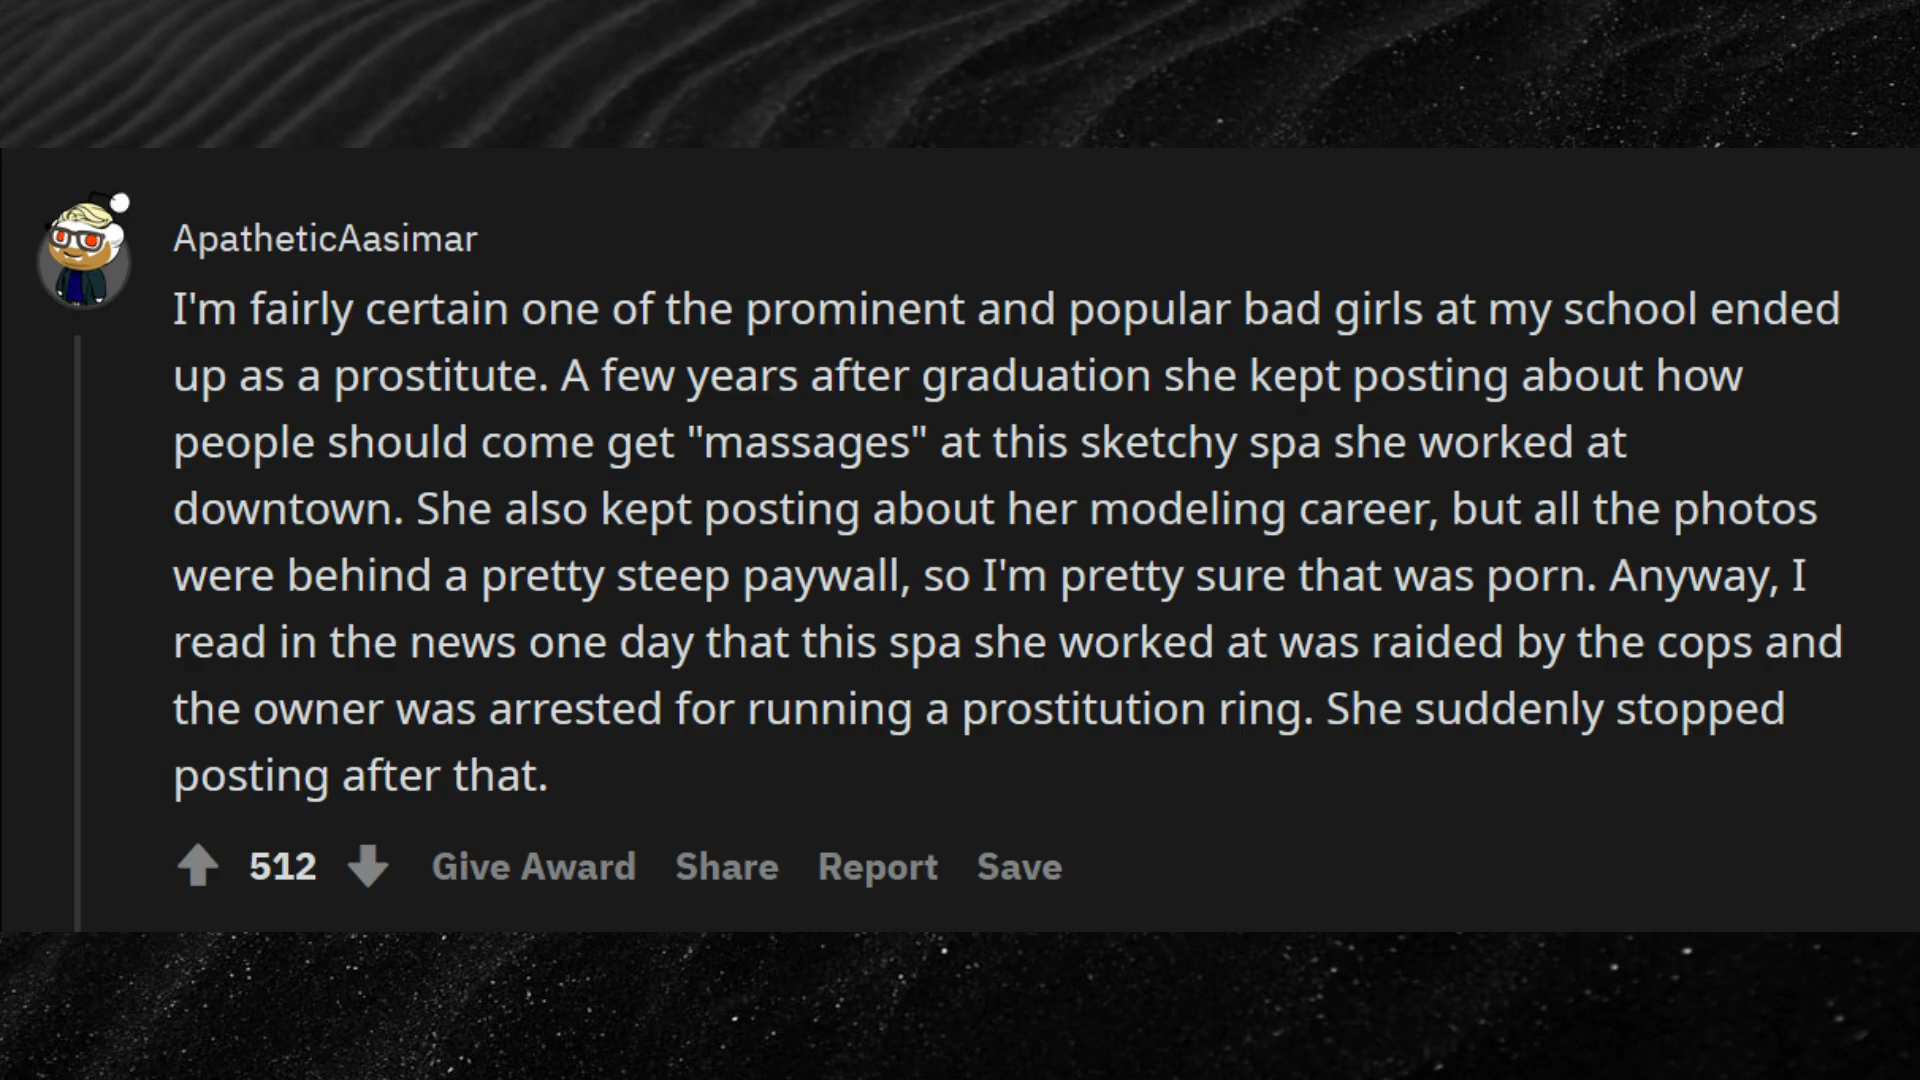 ApatheticAasimar
I'm fairly certain one of the prominent and popular bad girls at my school ended
up as a prostitute. A few years after graduation she kept posting about how
people should come get "massages" at this sketchy spa she worked at
downtown. She also kept posting about her modeling career, but all the photos
were behind a pretty steep paywall, so I'm pretty sure that was porn. Anyway, I
read in the news one day that this spa she worked at was raided by the cops and
the owner was arrested for running a prostitution ring. She suddenly stopped
posting after that.
512 Give Award Share Report Save